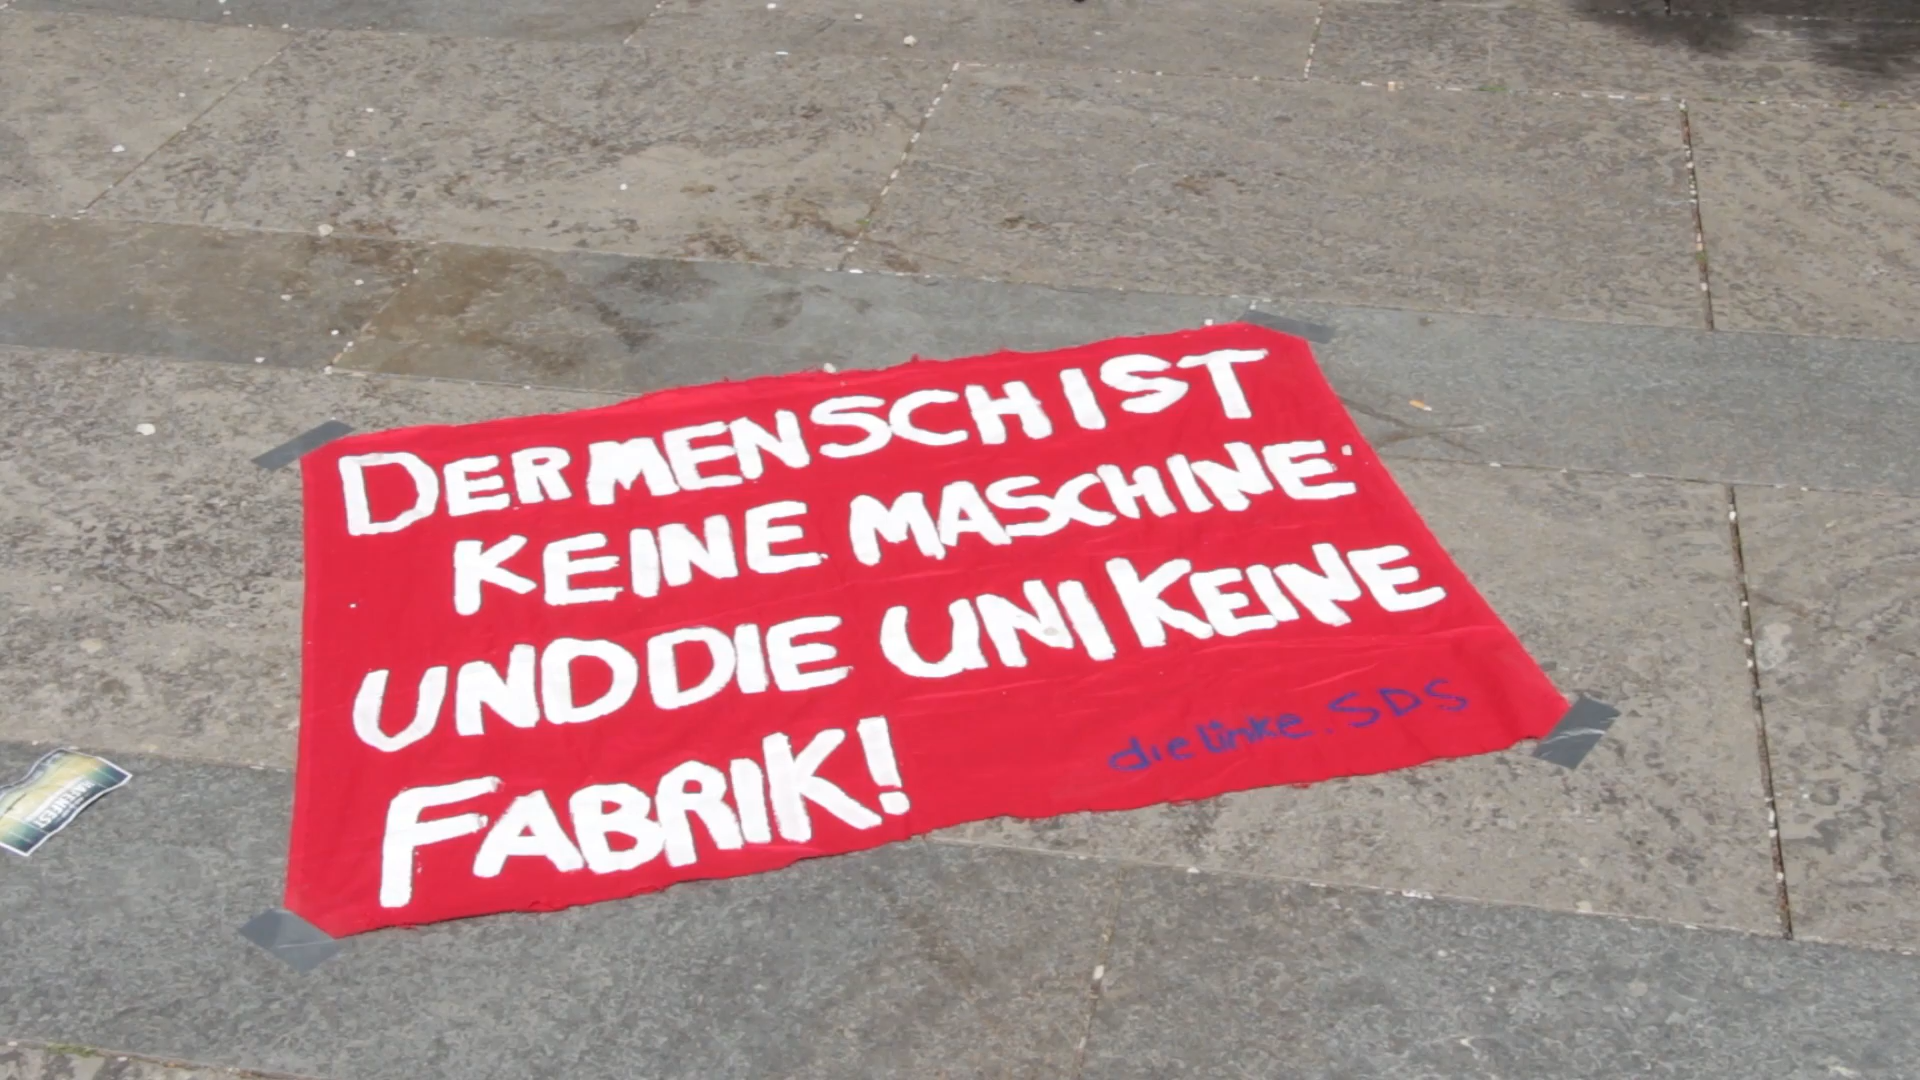 DER MENSCH IST
KEINE MASCHINE
UND DIE UNI KEINE
FABRIK!
die linke. SDS